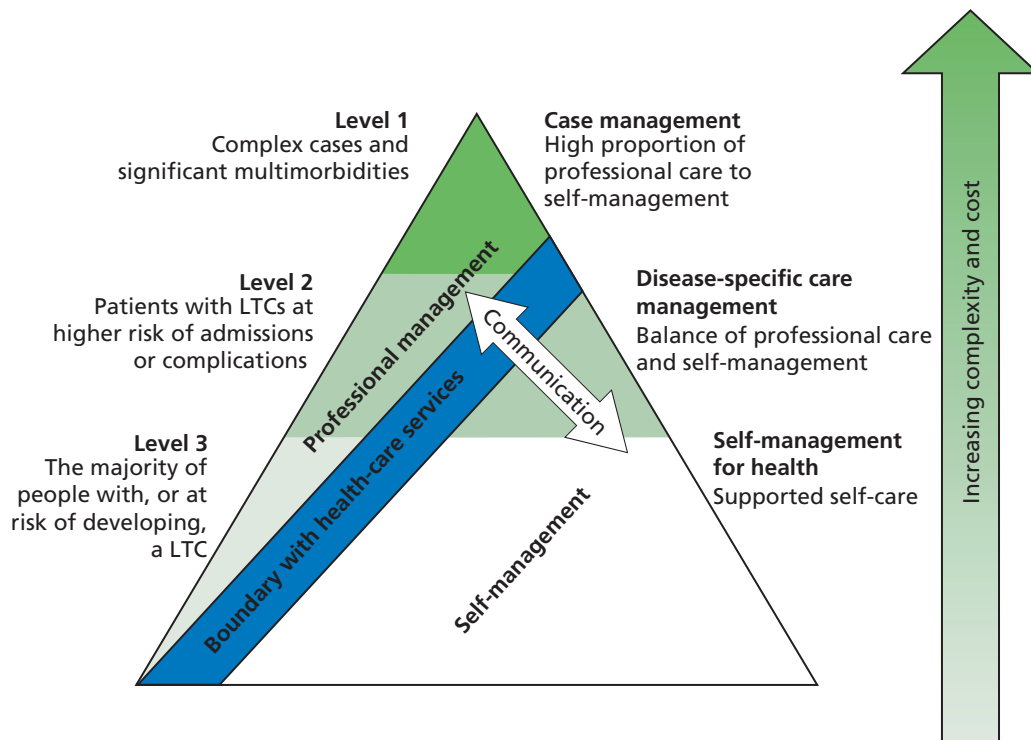 Level 1
Complex cases and
significant multimorbidities
Case management
High proportion of
professional care to
self-management
Level 2
Patients with LTCs at
higher risk of admissions
or complications
Disease-specific care
management
Balance of professional care
and self-management
Level 3
The majority of
people with, or at
risk of developing,
a LTC
Self-management
for health
Supported self-care
Professional management
Boundary with health-care services
Communication
Self-management
Increasing complexity and cost